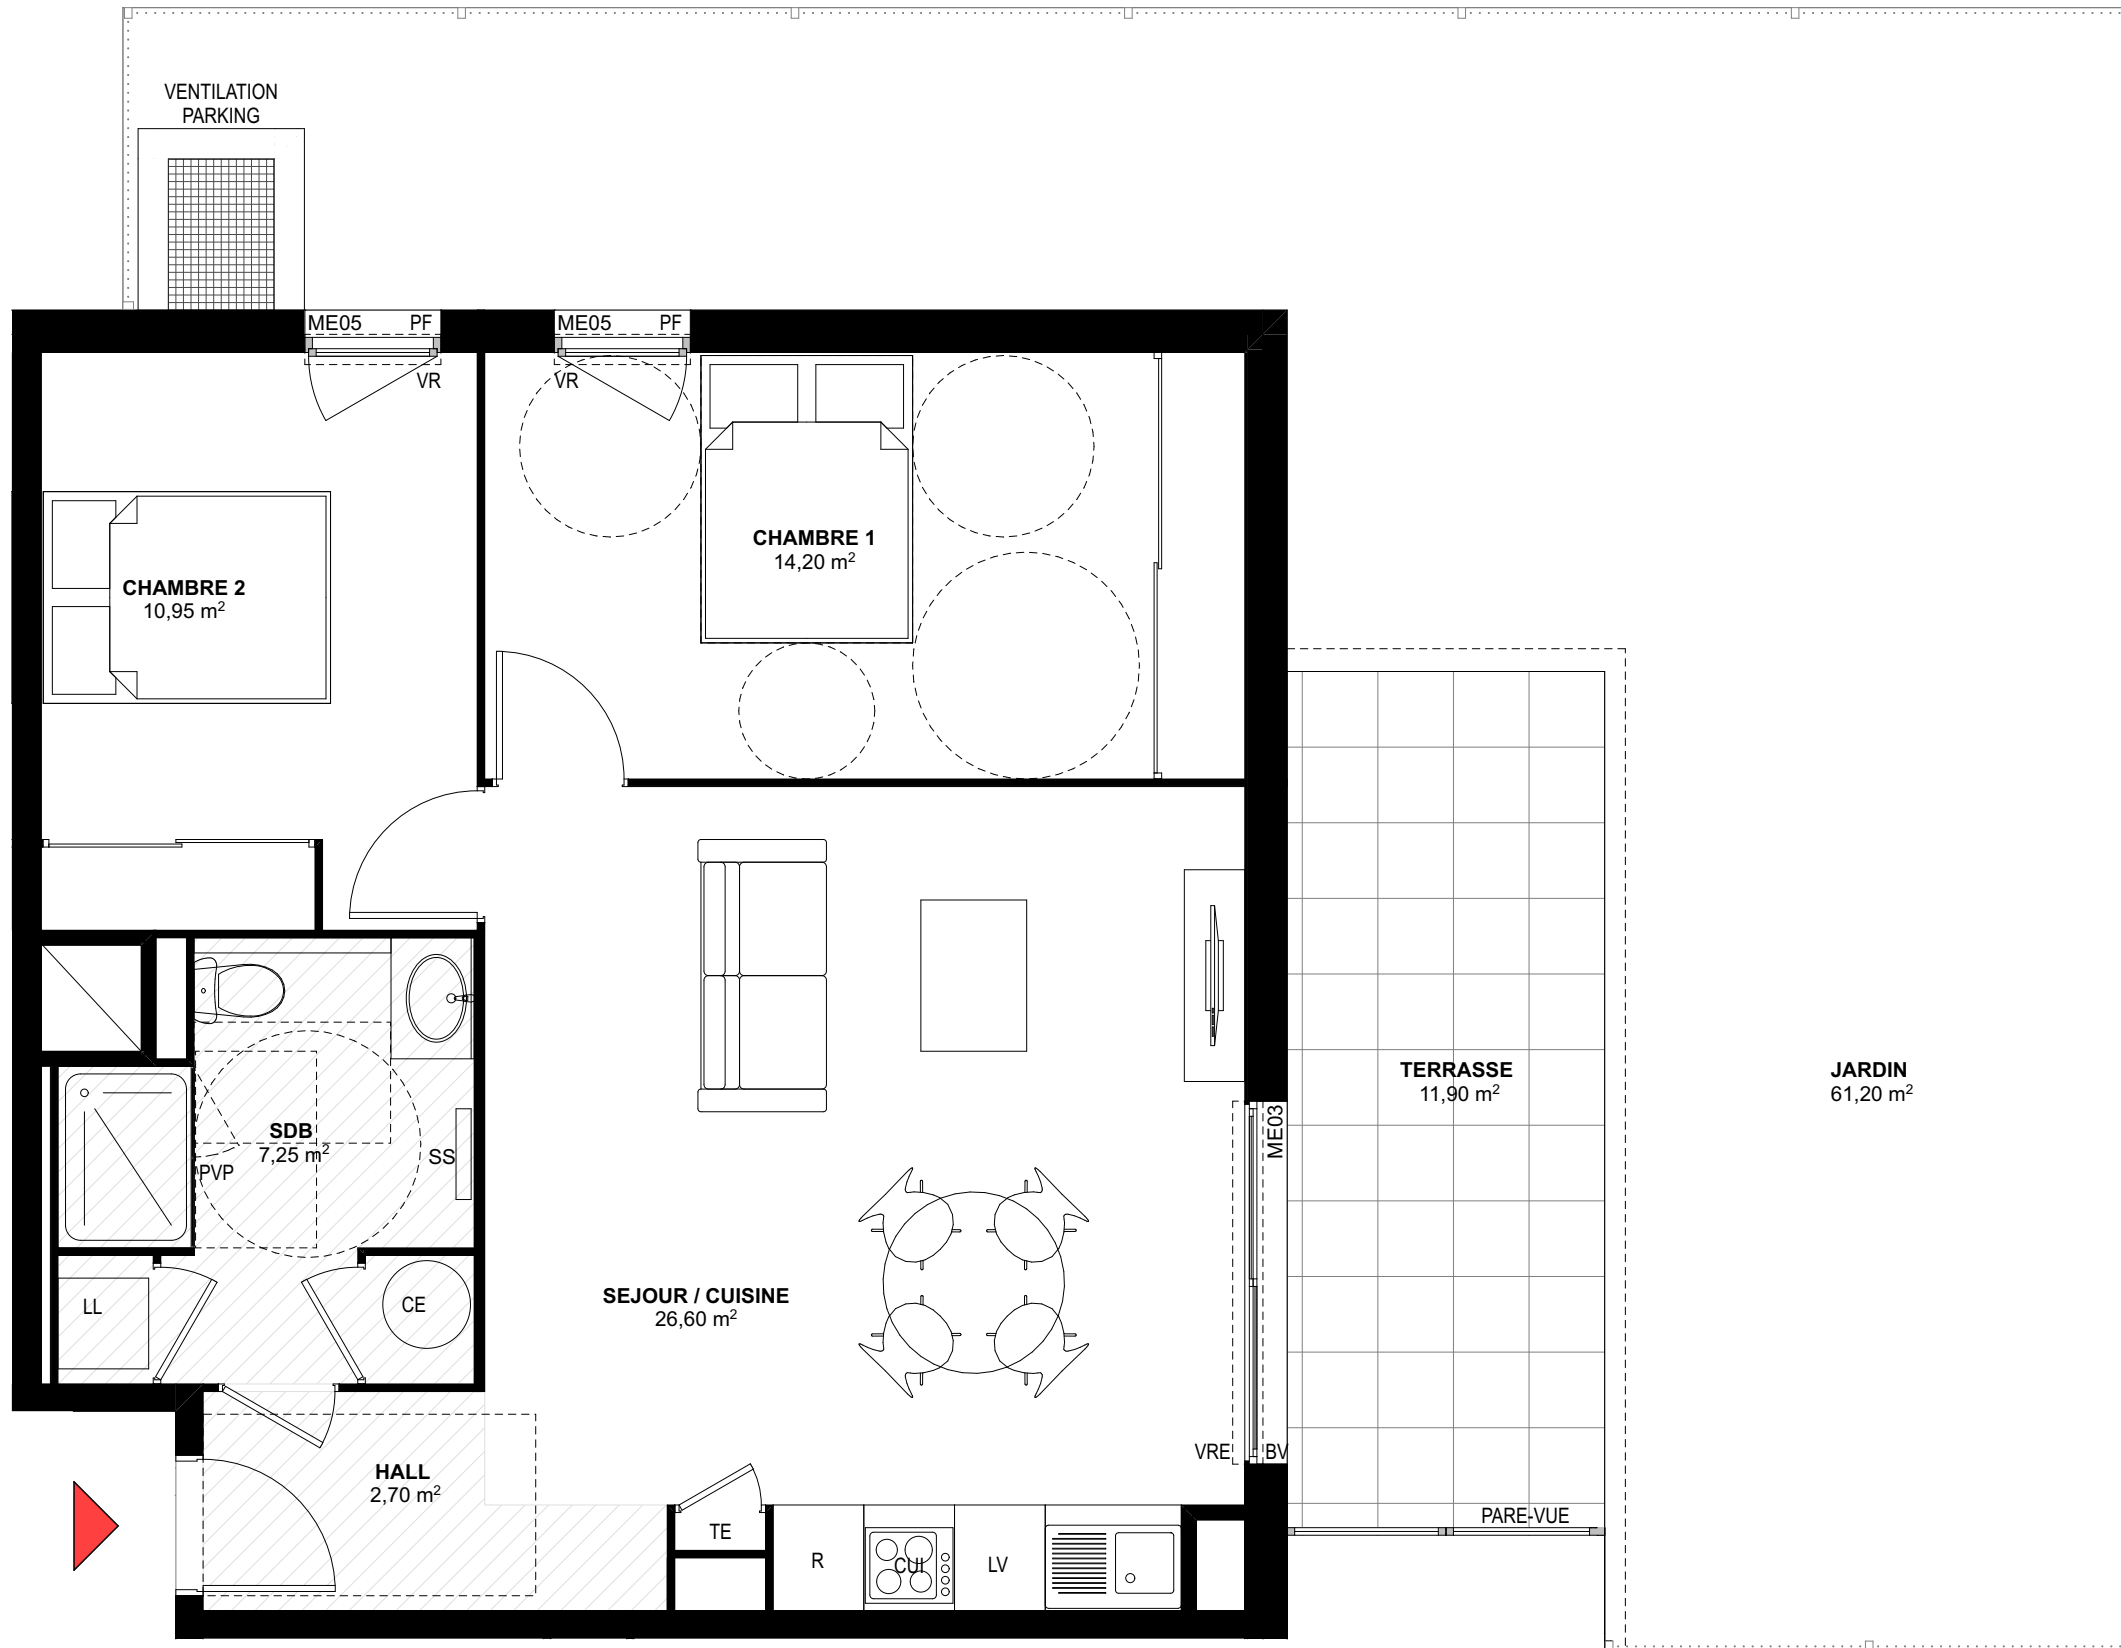 VENTILATION
PARKING
ME05 PF
ME05 PF
VR
VR
CHAMBRE 1
14,20 m²
CHAMBRE 2
10,95 m²
TERRASSE
11,90 m²
JARDIN
61,20 m²
ME03
SDB
7,25 m²
SS
PVP
LL
CE
SEJOUR / CUISINE
26,60 m²
VRE
BV
HALL
2,70 m²
PARE-VUE
TE
R
CUI
LV